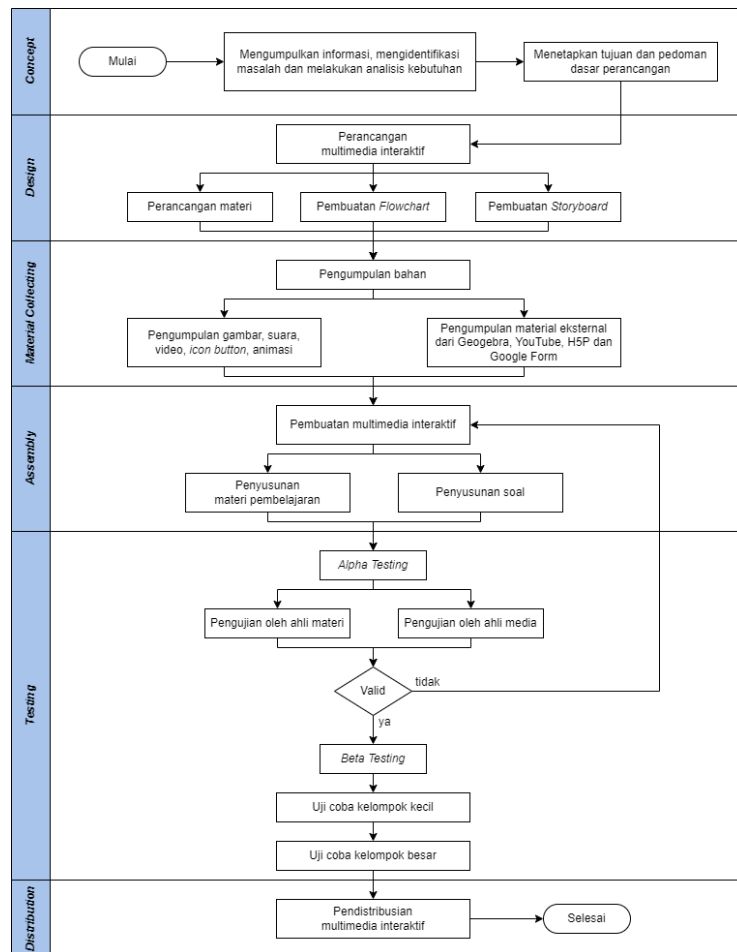 Concept
Mulai
Mengumpulkan informasi, mengidentifikasi
masalah dan melakukan analisis kebutuhan
Menetapkan tujuan dan pedoman
dasar perancangan
Design
Perancangan
multimedia interaktif
Perancangan materi
Pembuatan Flowchart
Pembuatan Storyboard
Material Collecting
Pengumpulan bahan
Pengumpulan gambar, suara,
video, icon button, animasi
Pengumpulan material eksternal
dari Geogebra, YouTube, H5P dan
Google Form
Assembly
Pembuatan multimedia interaktif
Penyusunan
materi pembelajaran
Penyusunan soal
Testing
Alpha Testing
Pengujian oleh ahli materi
Pengujian oleh ahli media
Valid
tidak
ya
Beta Testing
Uji coba kelompok kecil
Uji coba kelompok besar
Distribution
Pendistribusian
multimedia interaktif
Selesai